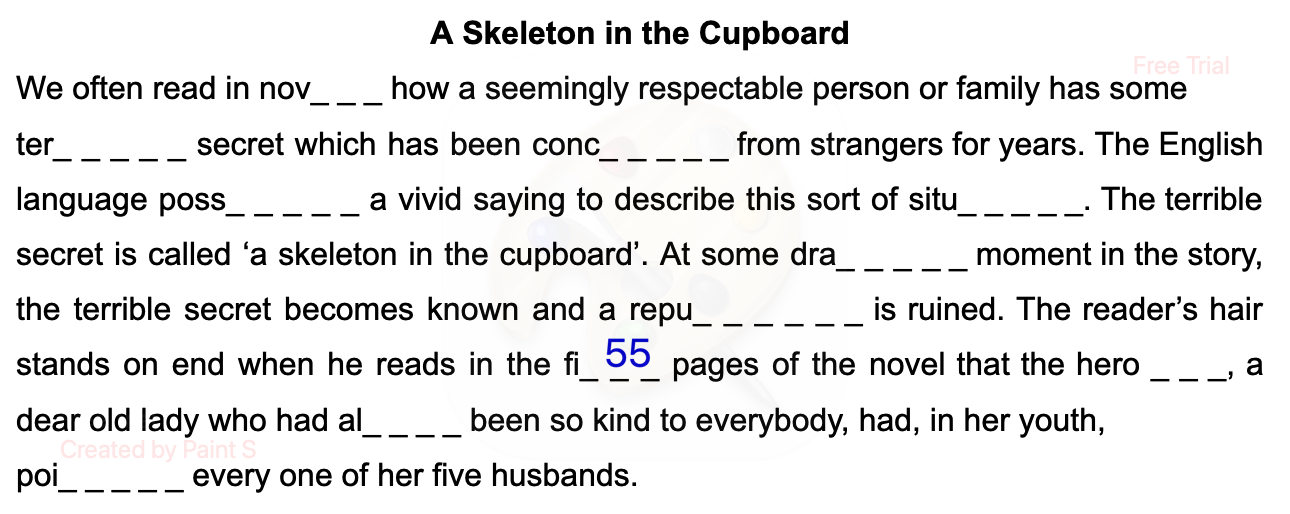 A Skeleton in the Cupboard
Free Trial
We often read in nov_ _ _ how a seemingly respectable person or family has some
ter_ _ _ _ _ secret which has been conc_ _ _ _ _ from strangers for years. The English
language poss_ _ _ _ _ a vivid saying to describe this sort of situ_ _ _ _ _. The terrible
secret is called ‘a skeleton in the cupboard’. At some dra_ _ _ _ _ moment in the story,
the terrible secret becomes known and a repu_ _ _ _ _ _ is ruined. The reader’s hair
stands on end when he reads in the fi_ _ _ 55 pages of the novel that the hero _ _ _, a
dear old lady who had al_ _ _ _ been so kind to everybody, had, in her youth,
Created by Paint S
poi_ _ _ _ _ every one of her five husbands.